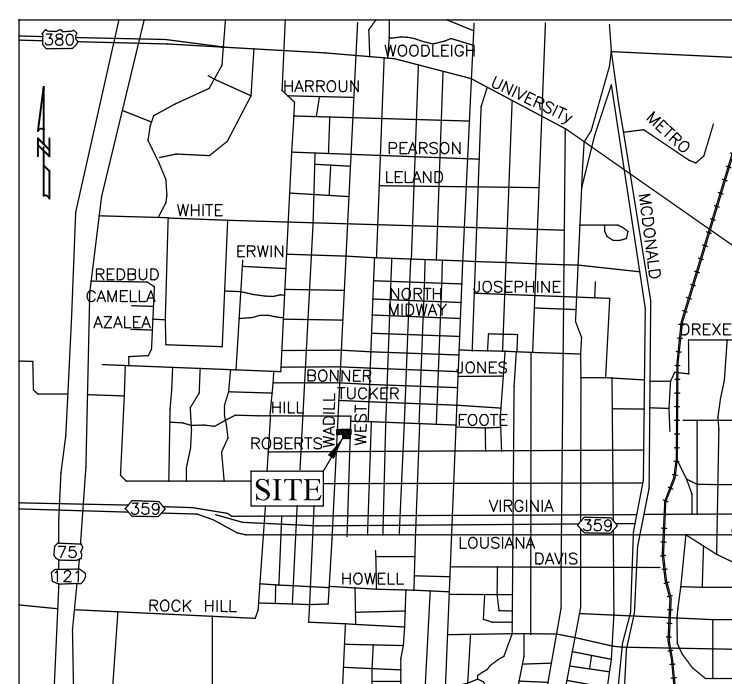 380
WOODLEIGH
HARROUN
UNIVERSITY
METRO
N
PEARSON
LELAND
WHITE
MCDONALD
ERWIN
REDBUD
CAMELLA
AZALEA
NORTH
MIDWAY
JOSEPHINE
DREXE
BONNER
JONES
TUCKER
HILL
WADILL
WEST
FOOTE
ROBERTS
SITE
359
VIRGINIA
359
LOUSIANA
DAVIS
75
121
HOWELL
ROCK HILL